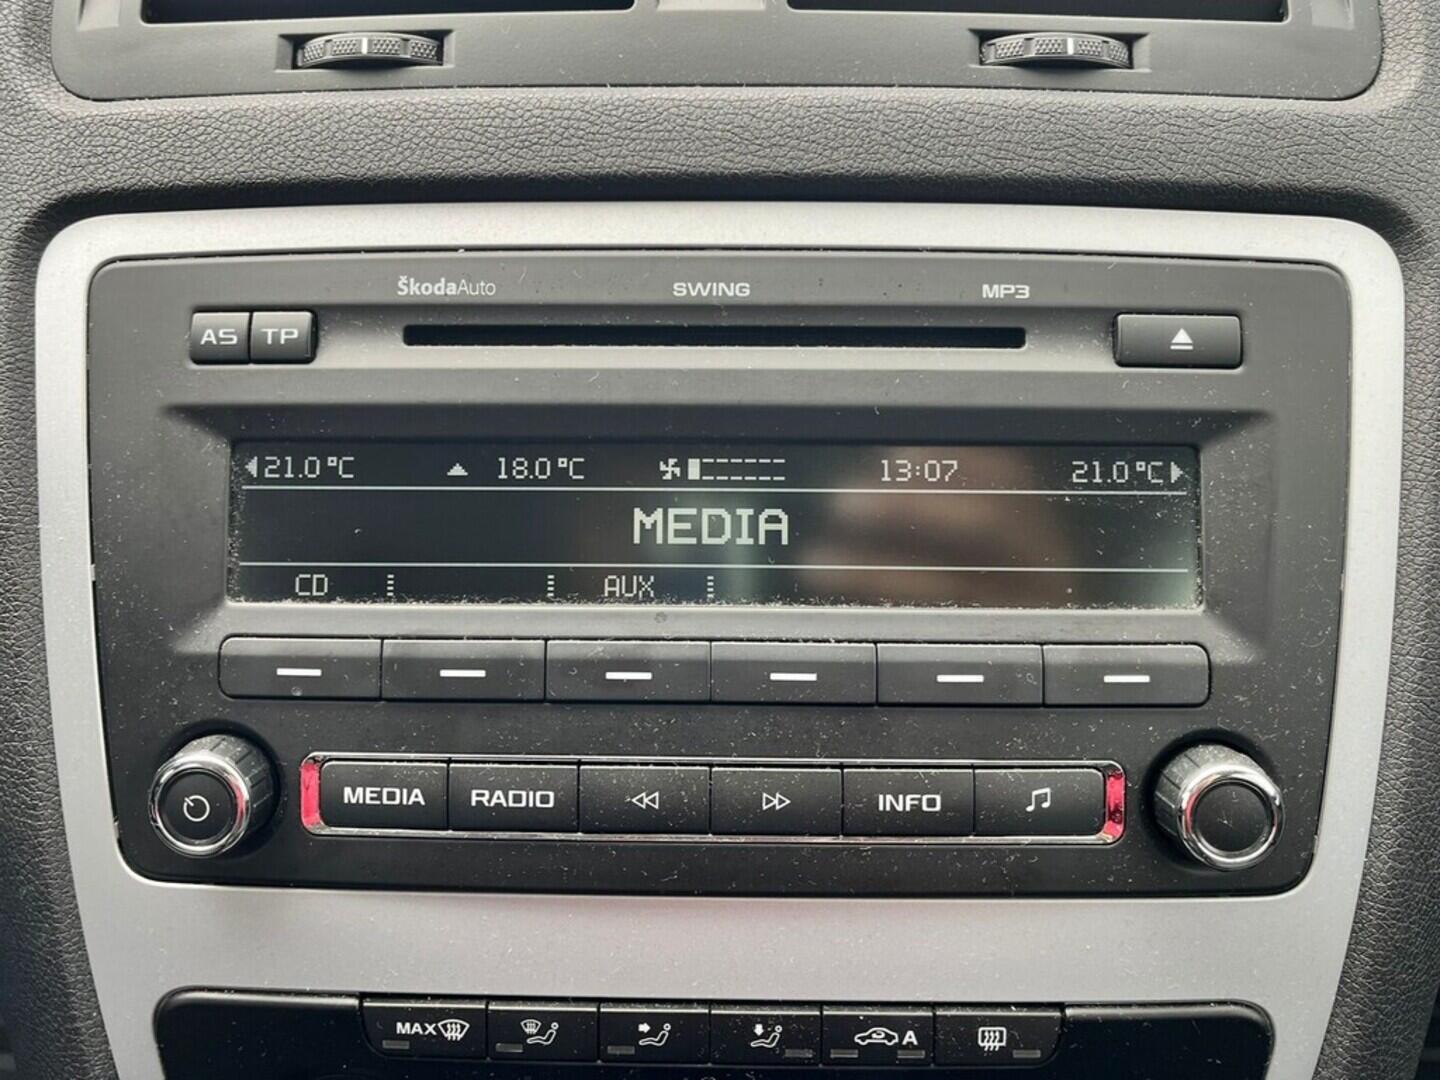 ŠkodaAuto SWING MP3
AS TP
21.0°C 18.0°C 13:07 21.0°C
MEDIA
CD AUX
MEDIA RADIO INFO
MAX A